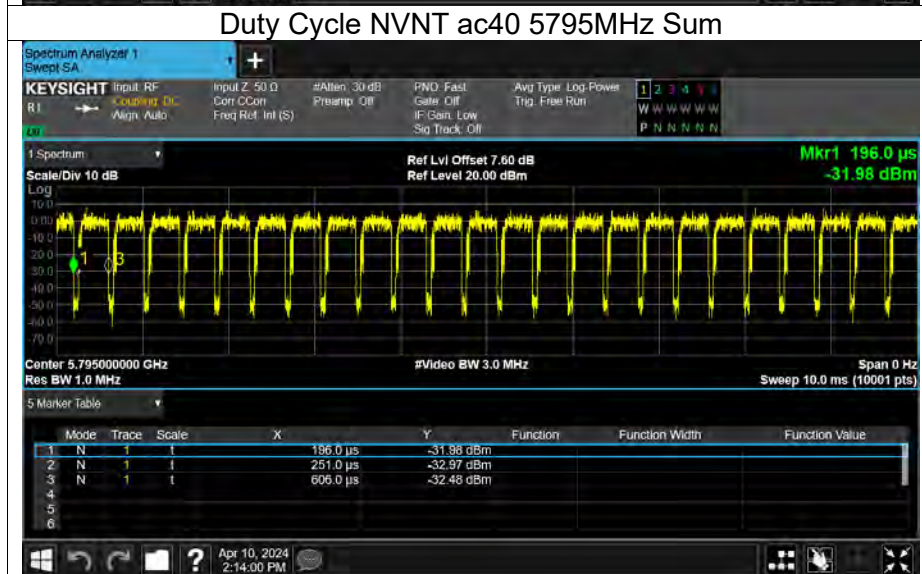 Duty Cycle NVNT ac40 5795MHz Sum
Spectrum Analyzer 1
Swept SA
+
KEYSIGHT Input: RF Input Z: 50 Ω #Atten: 30 dB PNO: Fast Avg Type: Log-Power 1 2 3 4 5 6
Coupling: DC Corr CCorr Preamp: Off Gate: Off Trig: Free Run W W W W W W
Align: Auto Freq Ref: Int (S) IF Gain: Low
Sig Track: Off P N N N N N
1 Spectrum
Ref Lvl Offset 7.60 dB Mkr1 196.0 µs
Scale/Div 10 dB Ref Level 20.00 dBm -31.98 dBm
Log
10.0
0.00
-10.0
-20.0
-30.0
-40.0
-50.0
-60.0
-70.0
1 3
Center 5.795000000 GHz #Video BW 3.0 MHz Span 0 Hz
Res BW 1.0 MHz Sweep 10.0 ms (10001 pts)
5 Marker Table
Mode Trace Scale X Y Function Function Width Function Value
1 N 1 t 196.0 µs -31.98 dBm
2 N 1 t 251.0 µs -32.97 dBm
3 N 1 t 606.0 µs -32.48 dBm
4
5
6
? Apr 10, 2024
2:14:00 PM